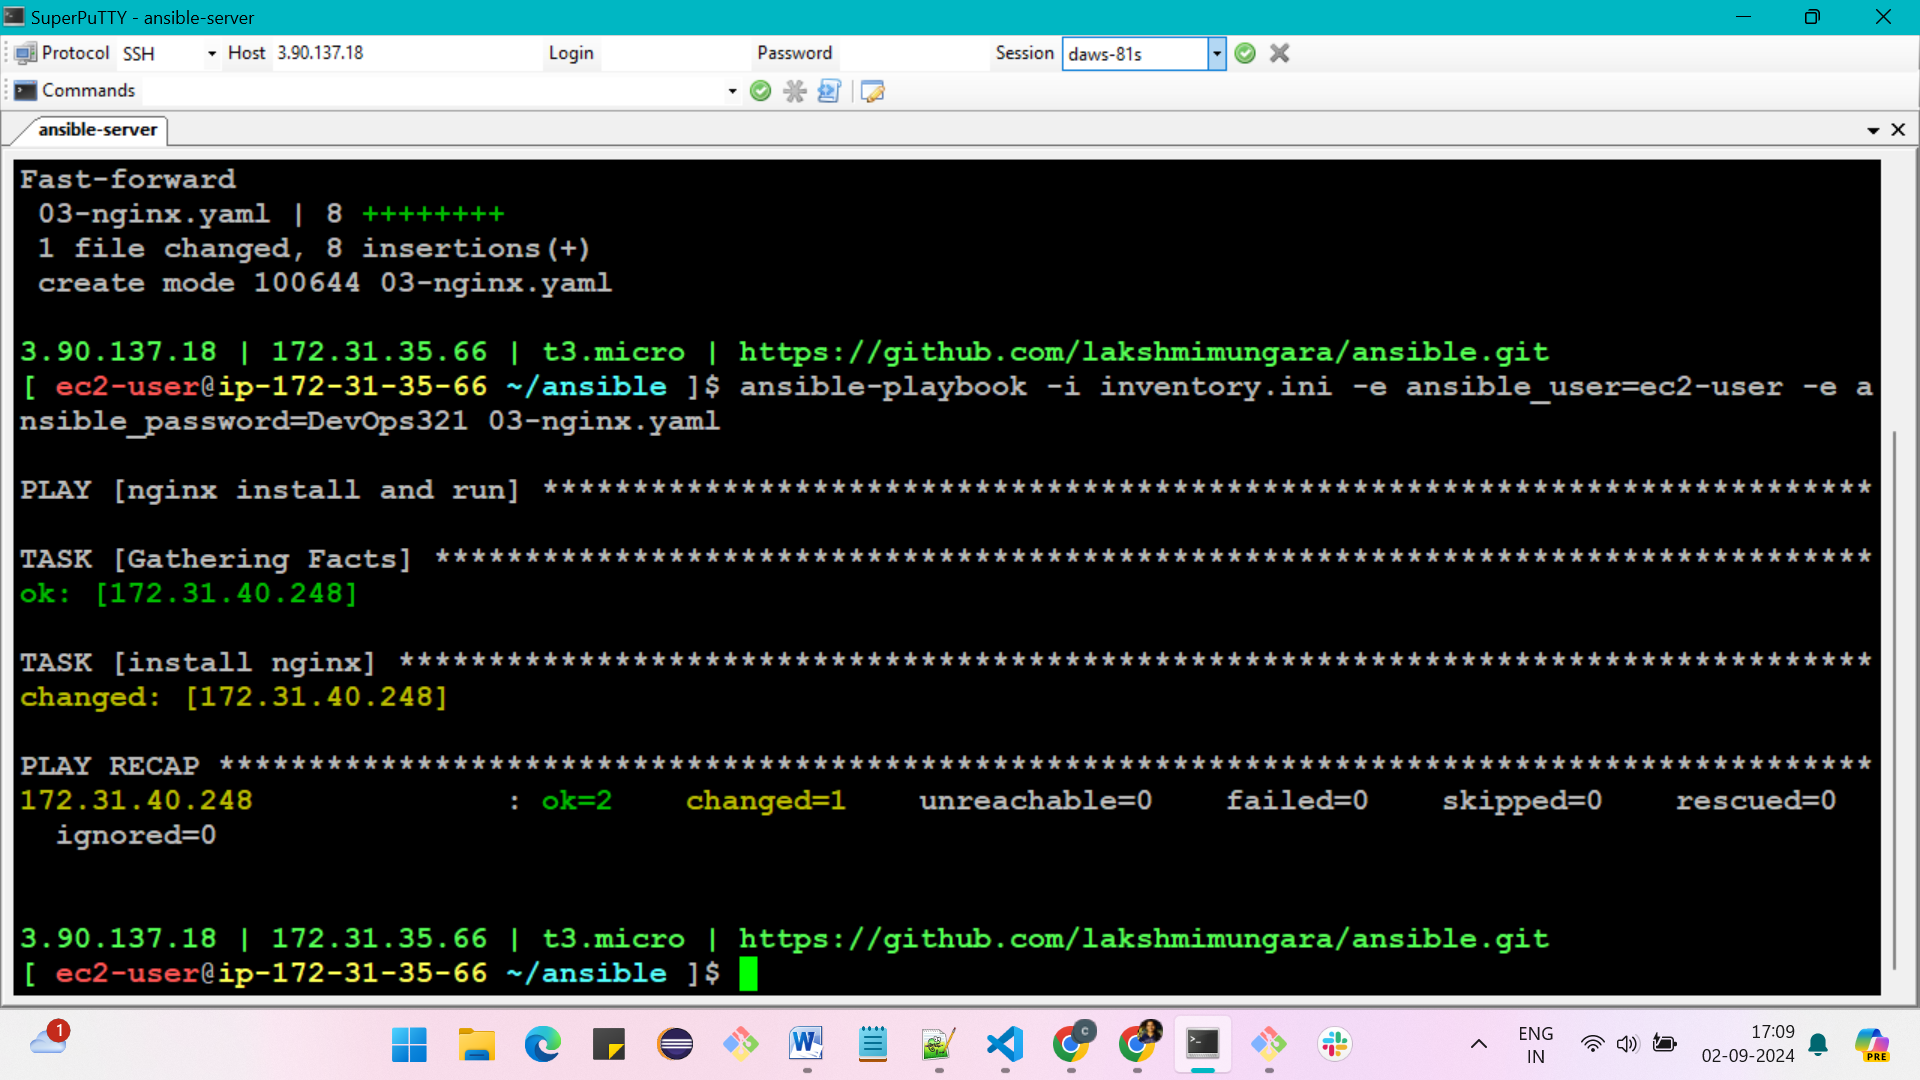 SuperPuTTY - ansible-server
Protocol SSH Host 3.90.137.18 Login Password Session daws-81s
Commands
ansible-server
Fast-forward
03-nginx.yaml | 8 ++++++++
1 file changed, 8 insertions(+)
create mode 100644 03-nginx.yaml
3.90.137.18 | 172.31.35.66 | t3.micro | https://github.com/lakshmimungara/ansible.git
[ ec2-user@ip-172-31-35-66 ~/ansible ]$ ansible-playbook -i inventory.ini -e ansible_user=ec2-user -e a
nsible_password=DevOps321 03-nginx.yaml
PLAY [nginx install and run] **************************************************************************
TASK [Gathering Facts] ********************************************************************************
ok: [172.31.40.248]
TASK [install nginx] **********************************************************************************
changed: [172.31.40.248]
PLAY RECAP ********************************************************************************************
172.31.40.248 : ok=2 changed=1 unreachable=0 failed=0 skipped=0 rescued=0
ignored=0
3.90.137.18 | 172.31.35.66 | t3.micro | https://github.com/lakshmimungara/ansible.git
[ ec2-user@ip-172-31-35-66 ~/ansible ]$
1
C
ENG
IN
17:09
02-09-2024
PRE